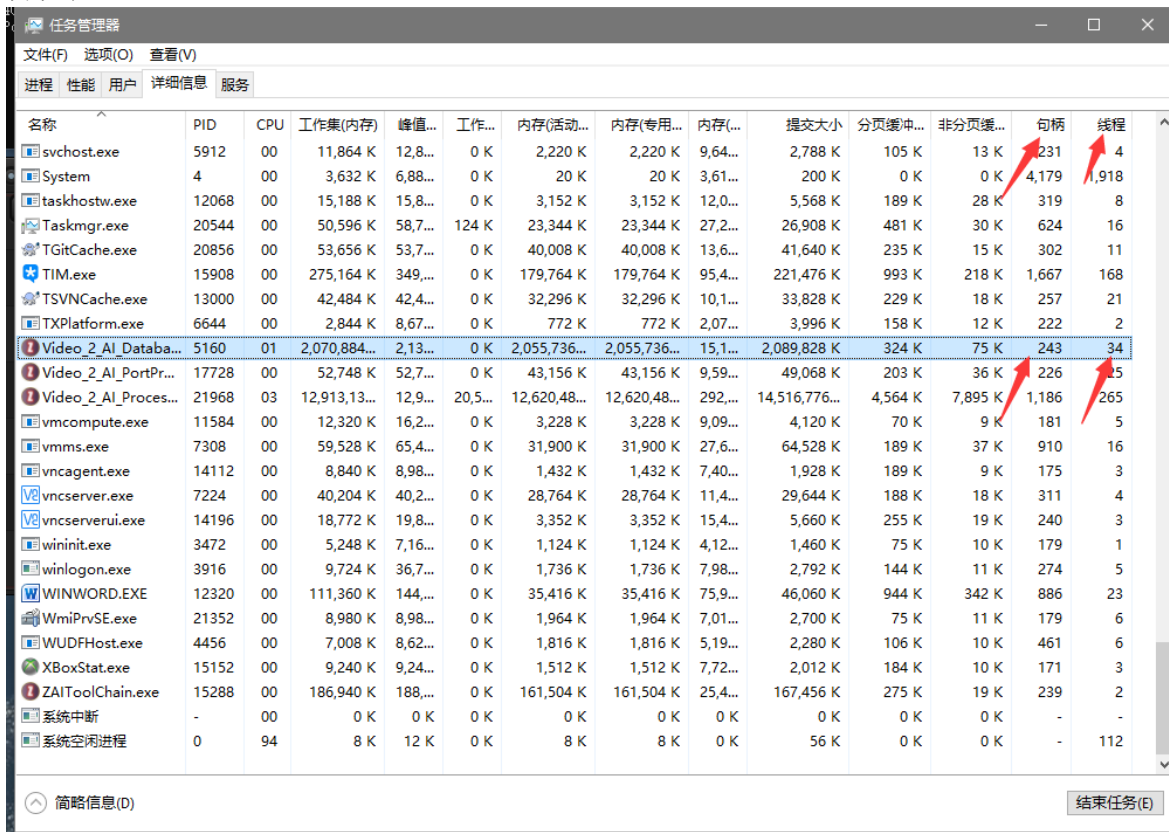 任务管理器
文件(F) 选项(O) 查看(V)
进程 性能 用户 详细信息 服务
名称 PID CPU 工作集(内存) 峰值... 工作... 内存(活动... 内存(专用... 内存(... 提交大小 分页缓冲... 非分页缓... 句柄 线程
svchost.exe 5912 00 11,864 K 12,8... 0 K 2,220 K 2,220 K 9,64... 2,788 K 105 K 13 K 231 4
System 4 00 3,632 K 6,88... 0 K 20 K 20 K 3,61... 200 K 0 K 0 K 4,179 1,918
taskhostw.exe 12068 00 15,188 K 15,8... 0 K 3,152 K 3,152 K 12,0... 5,568 K 189 K 28 K 319 8
Taskmgr.exe 20544 00 50,596 K 58,7... 124 K 23,344 K 23,344 K 27,2... 26,908 K 481 K 30 K 624 16
TGitCache.exe 20856 00 53,656 K 53,7... 0 K 40,008 K 40,008 K 13,6... 41,640 K 235 K 15 K 302 11
TIM.exe 15908 00 275,164 K 349,... 0 K 179,764 K 179,764 K 95,4... 221,476 K 993 K 218 K 1,667 168
TSVNCache.exe 13000 00 42,484 K 42,4... 0 K 32,296 K 32,296 K 10,1... 33,828 K 229 K 18 K 257 21
TXPlatform.exe 6644 00 2,844 K 8,67... 0 K 772 K 772 K 2,07... 3,996 K 158 K 12 K 222 2
Video_2_AI_Databa... 5160 01 2,070,884... 2,13... 0 K 2,055,736... 2,055,736... 15,1... 2,089,828 K 324 K 75 K 243 34
Video_2_AI_PortPr... 17728 00 52,748 K 52,7... 0 K 43,156 K 43,156 K 9,59... 49,068 K 203 K 36 K 226 25
Video_2_AI_Proces... 21968 03 12,913,13... 12,9... 20,5... 12,620,48... 12,620,48... 292,... 14,516,776... 4,564 K 7,895 K 1,186 265
vmcompute.exe 11584 00 12,320 K 16,2... 0 K 3,228 K 3,228 K 9,09... 4,120 K 70 K 9 K 181 5
vmms.exe 7308 00 59,528 K 65,4... 0 K 31,900 K 31,900 K 27,6... 64,528 K 189 K 37 K 910 16
vncagent.exe 14112 00 8,840 K 8,98... 0 K 1,432 K 1,432 K 7,40... 1,928 K 189 K 9 K 175 3
vncserver.exe 7224 00 40,204 K 40,2... 0 K 28,764 K 28,764 K 11,4... 29,644 K 188 K 18 K 311 4
vncserverui.exe 14196 00 18,772 K 19,8... 0 K 3,352 K 3,352 K 15,4... 5,660 K 255 K 19 K 240 3
wininit.exe 3472 00 5,248 K 7,16... 0 K 1,124 K 1,124 K 4,12... 1,460 K 75 K 10 K 179 1
winlogon.exe 3916 00 9,724 K 36,7... 0 K 1,736 K 1,736 K 7,98... 2,792 K 144 K 11 K 274 5
WINWORD.EXE 12320 00 111,360 K 144,... 0 K 35,416 K 35,416 K 75,9... 46,060 K 944 K 342 K 886 23
WmiPrvSE.exe 21352 00 8,980 K 8,98... 0 K 1,964 K 1,964 K 7,01... 2,700 K 75 K 11 K 179 6
WUDFHost.exe 4456 00 7,008 K 8,62... 0 K 1,816 K 1,816 K 5,19... 2,280 K 106 K 10 K 461 6
XBoxStat.exe 15152 00 9,240 K 9,24... 0 K 1,512 K 1,512 K 7,72... 2,012 K 184 K 10 K 171 3
ZAIToolChain.exe 15288 00 186,940 K 188,... 0 K 161,504 K 161,504 K 25,4... 167,456 K 275 K 19 K 239 2
系统中断 - 00 0 K 0 K 0 K 0 K 0 K 0 K 0 K 0 K 0 K - -
系统空闲进程 0 94 8 K 12 K 0 K 8 K 8 K 0 K 56 K 0 K 0 K - 112
简略信息(D) 结束任务(E)